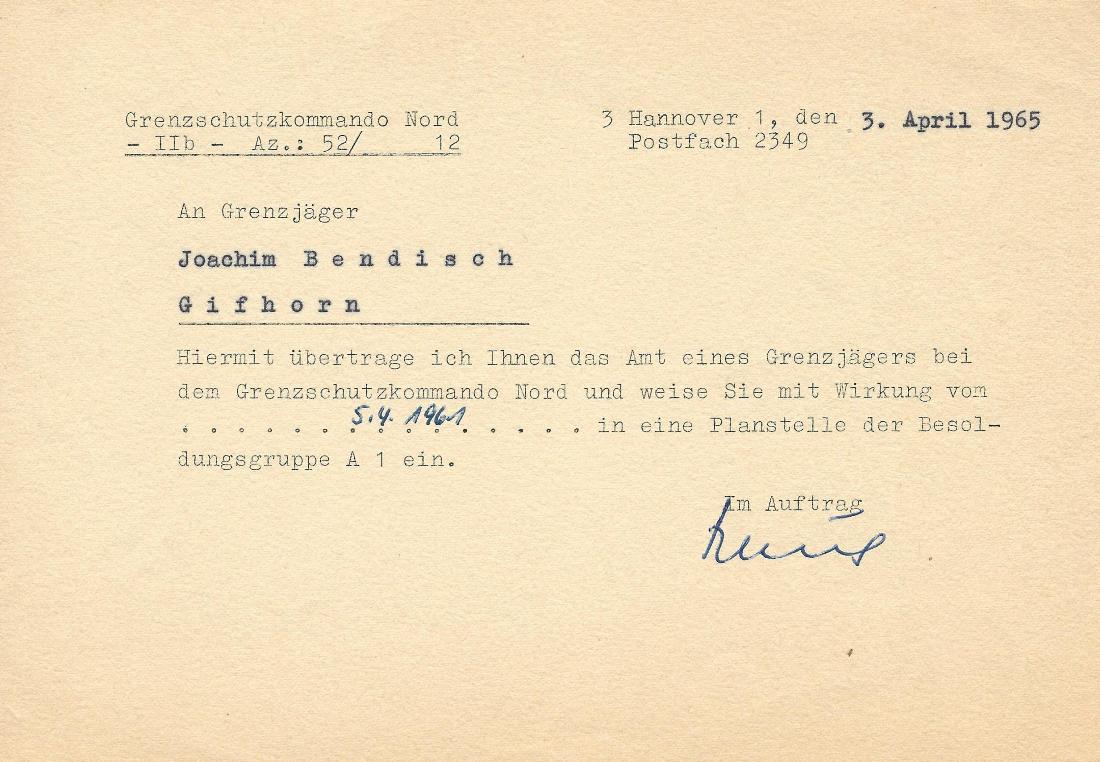 Grenzschutzkommando Nord
- IIb - Az.: 52/ 12
3 Hannover 1, den 3. April 1965
Postfach 2349
An Grenzjäger
Joachim B e n d i s c h
G i f h o r n
Hiermit übertrage ich Ihnen das Amt eines Grenzjägers bei
dem Grenzschutzkommando Nord und weise Sie mit Wirkung vom
. . . . . . . 5.4. 1961 . . . . . in eine Planstelle der Besol-
dungsgruppe A 1 ein.
Im Auftrag